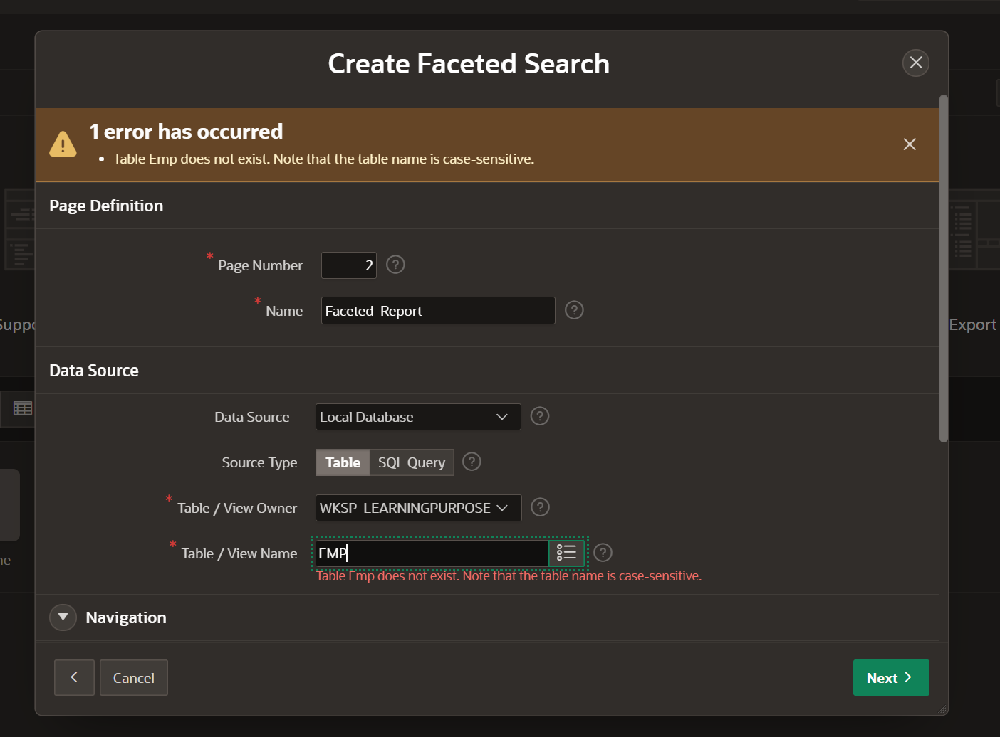 Create Faceted Search
1 error has occurred
• Table Emp does not exist. Note that the table name is case-sensitive.
Page Definition
* Page Number 2 ?
* Name Faceted_Report ?
Suppo
Export
Data Source
Data Source Local Database ?
Source Type Table SQL Query ?
* Table / View Owner WKSP_LEARNINGPURPOSE ?
* Table / View Name EMP ?
Table Emp does not exist. Note that the table name is case-sensitive.
ne
Navigation
Cancel
Next